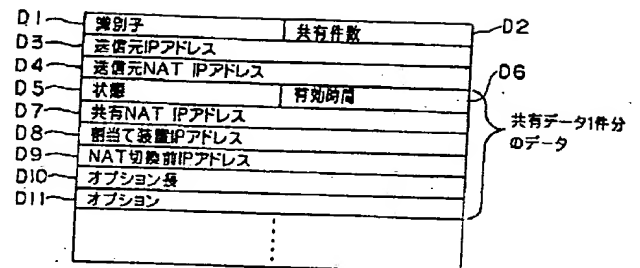 D1 識別子 共有件数 D2
D3 送信元IPアドレス
D4 送信元NAT IPアドレス
D5 状態 有効時間 D6
D7 共有NAT IPアドレス
D8 割当て装置IPアドレス
D9 NAT切換前IPアドレス
D10 オプション長
D11 オプション
共有データ1件分
のデータ